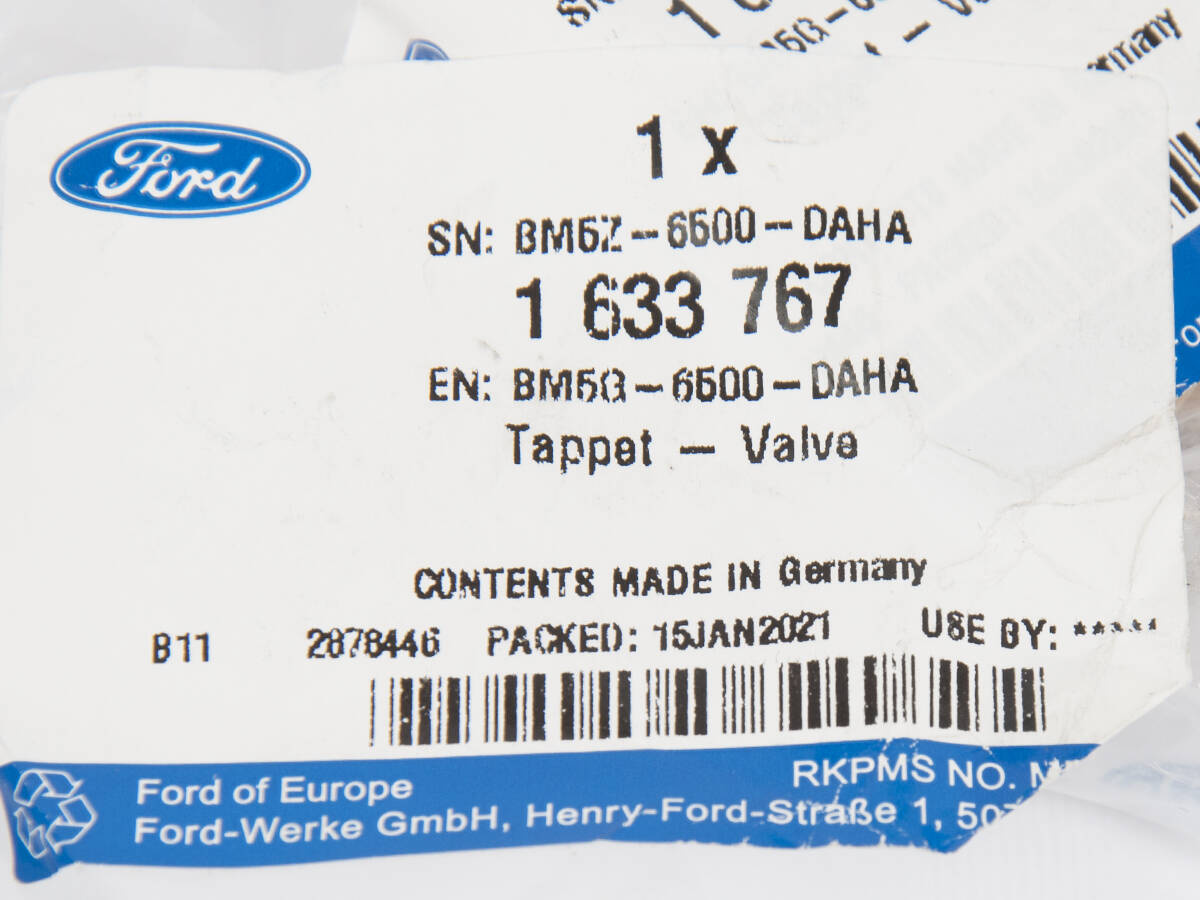 Ford
1 x
SN: BM5Z-6500-DAHA
1 633 767
EN: BM5G-6500-DAHA
Tappet - Valve
CONTENTS MADE IN Germany
B11 2878446 PACKED: 15JAN2021 USE BY: *****
Ford of Europe
RKPMS NO.
Ford-Werke GmbH, Henry-Ford-Straße 1,